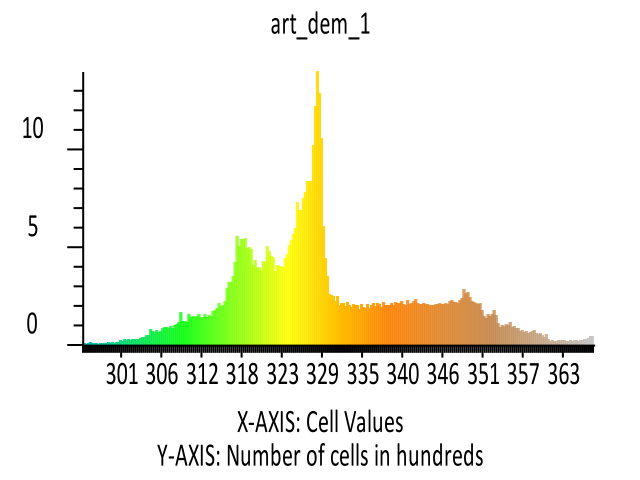 art_dem_1
10
5
0
301 306 312 318 323 329 335 340 346 351 357 363
X-AXIS: Cell Values
Y-AXIS: Number of cells in hundreds